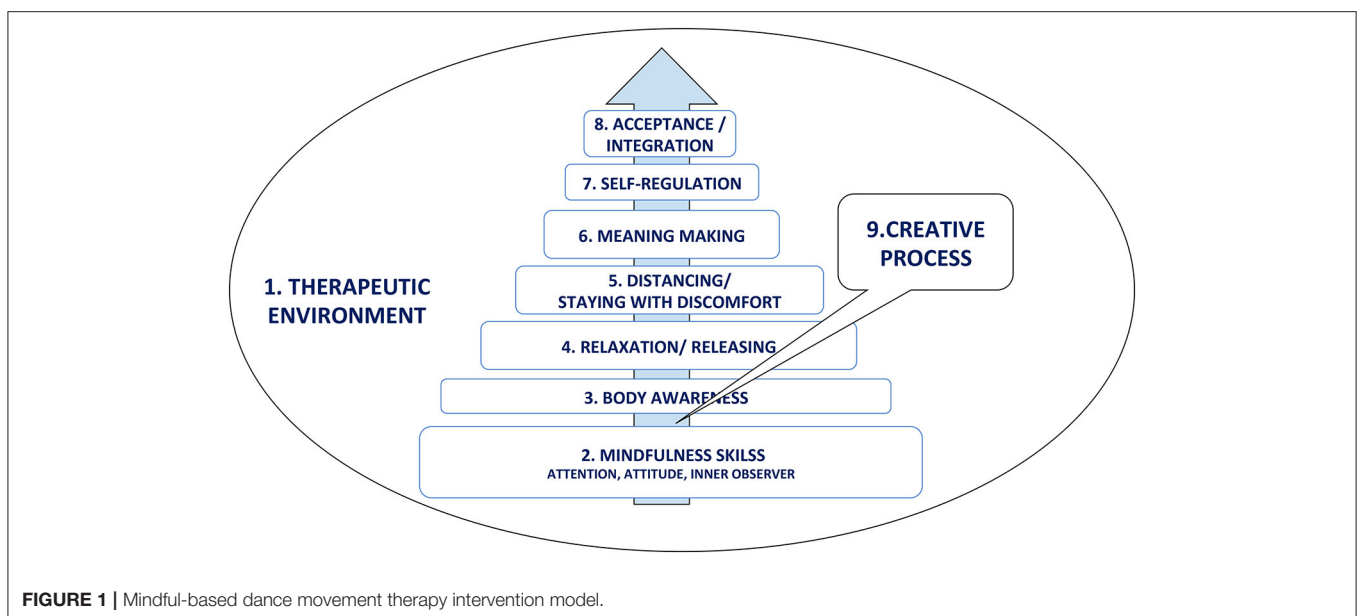 8. ACCEPTANCE /
INTEGRATION
7. SELF-REGULATION
6. MEANING MAKING
9.CREATIVE
PROCESS
5. DISTANCING/
STAYING WITH DISCOMFORT
1. THERAPEUTIC
ENVIRONMENT
4. RELAXATION/ RELEASING
3. BODY AWARENESS
2. MINDFULNESS SKILSS
ATTENTION, ATTITUDE, INNER OBSERVER
FIGURE 1 | Mindful-based dance movement therapy intervention model.